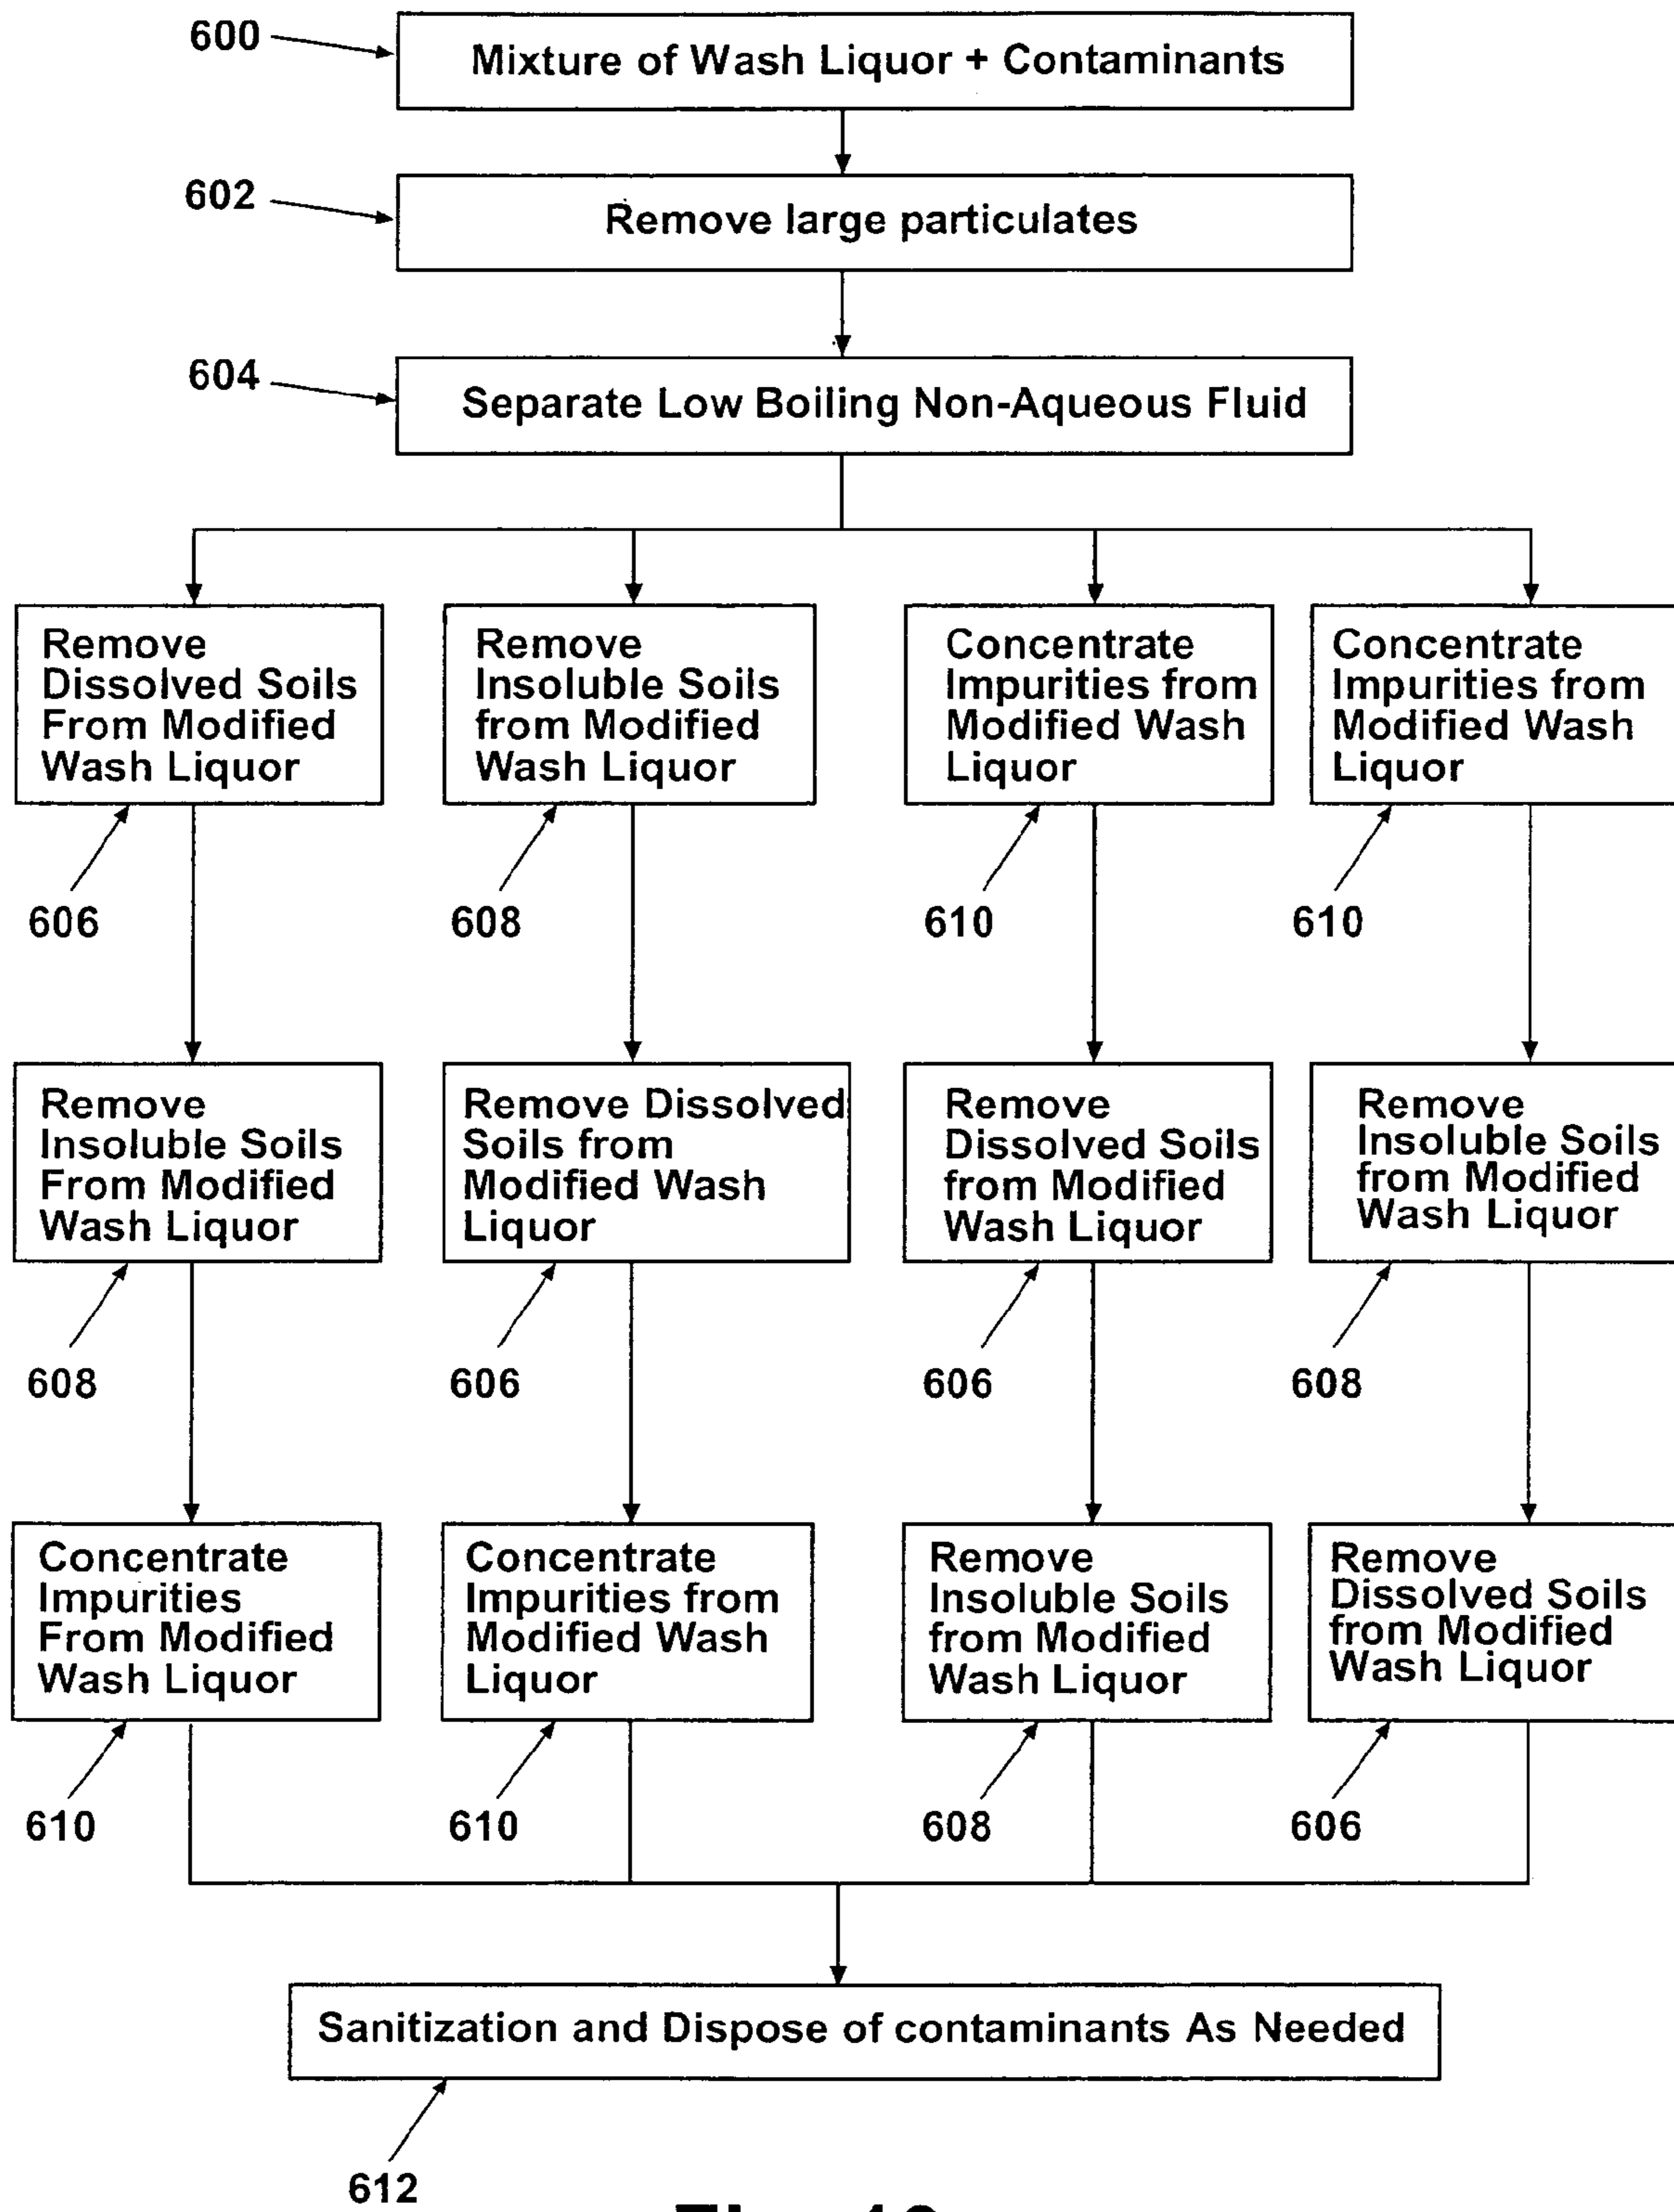 600
Mixture of Wash Liquor + Contaminants
602
Remove large particulates
604
Separate Low Boiling Non-Aqueous Fluid
Remove
Dissolved Soils
From Modified
Wash Liquor
606
Remove
Insoluble Soils
from Modified
Wash Liquor
608
Concentrate
Impurities from
Modified Wash
Liquor
610
Concentrate
Impurities from
Modified Wash
Liquor
610
Remove
Insoluble Soils
From Modified
Wash Liquor
608
Remove Dissolved
Soils from
Modified Wash
Liquor
606
Remove
Dissolved Soils
from Modified
Wash Liquor
606
Remove
Insoluble Soils
from Modified
Wash Liquor
608
Concentrate
Impurities
From Modified
Wash Liquor
610
Concentrate
Impurities from
Modified Wash
Liquor
610
Remove
Insoluble Soils
from Modified
Wash Liquor
608
Remove
Dissolved Soils
from Modified
Wash Liquor
606
Sanitization and Dispose of contaminants As Needed
612